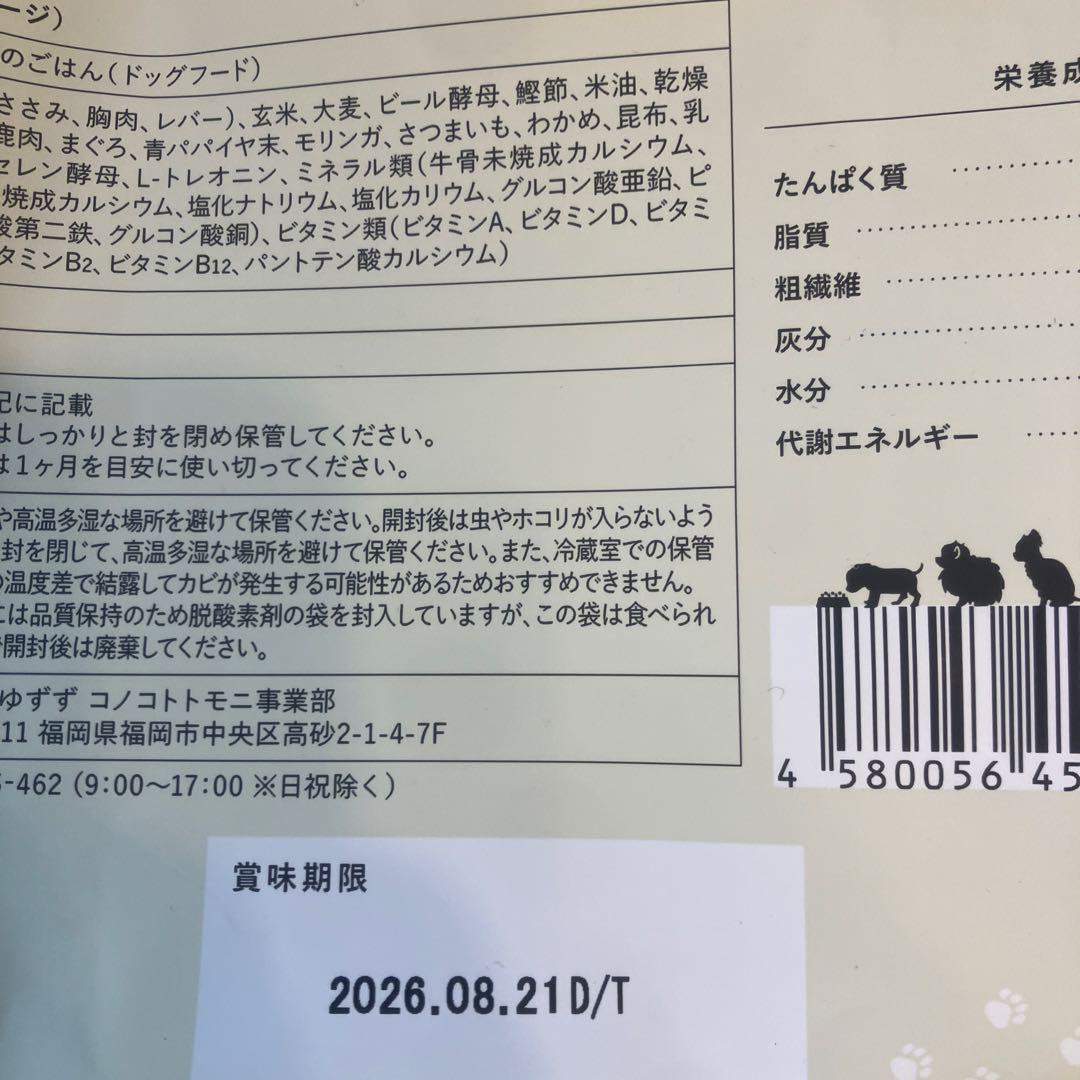 ージ)
のごはん(ドッグフード)
ささみ、胸肉、レバー)、玄米、大麦、ビール酵母、鰹節、米油、乾燥
鹿肉、まぐろ、青パパイヤ末、モリンガ、さつまいも、わかめ、昆布、乳
セレン酵母、L-トレオニン、ミネラル類(牛骨未焼成カルシウム、
焼成カルシウム、塩化ナトリウム、塩化カリウム、グルコン酸亜鉛、ピ
酸第二鉄、グルコン酸銅)、ビタミン類(ビタミンA、ビタミンD、ビタミ
タミンB2、ビタミンB12、パントテン酸カルシウム)
記に記載
はしっかりと封を閉め保管してください。
は1ヶ月を目安に使い切ってください。
や高温多湿な場所を避けて保管ください。開封後は虫やホコリが入らないよう
封を閉じて、高温多湿な場所を避けて保管ください。また、冷蔵室での保管
の温度差で結露してカビが発生する可能性があるためおすすめできません。
には品質保持のため脱酸素剤の袋を封入していますが、この袋は食べられ
開封後は廃棄してください。
ゆずず コノコトトモニ事業部
11 福岡県福岡市中央区高砂2-1-4-7F
-462 (9:00〜17:00 ※日祝除く)
栄養成
たんぱく質
脂質
粗繊維
灰分
水分
代謝エネルギー
4 580056 45
賞味期限
2026.08.21D/T